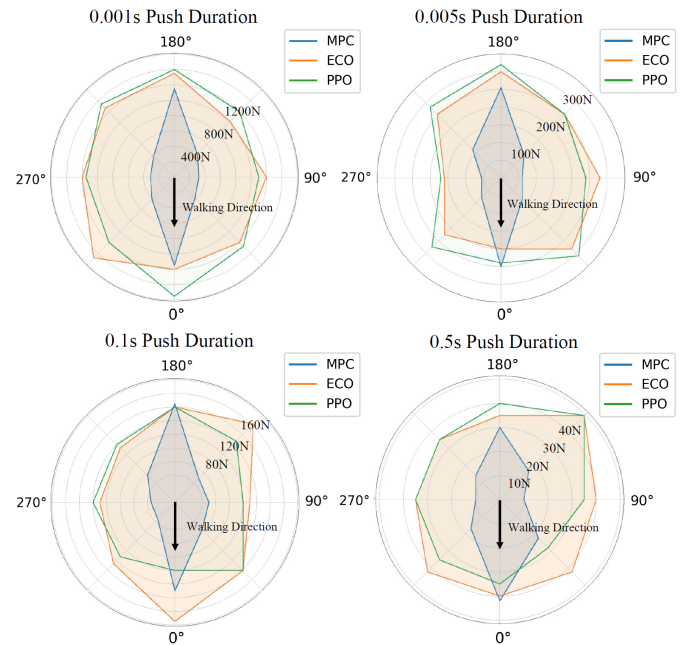 0.001s Push Duration
180°
MPC
ECO
PPO
1200N
800N
400N
270°
90°
Walking Direction
0°
0.005s Push Duration
180°
MPC
ECO
PPO
300N
200N
100N
270°
90°
Walking Direction
0°
0.1s Push Duration
180°
MPC
ECO
PPO
160N
120N
80N
270°
90°
Walking Direction
0°
0.5s Push Duration
180°
MPC
ECO
PPO
40N
30N
20N
10N
270°
90°
Walking Direction
0°